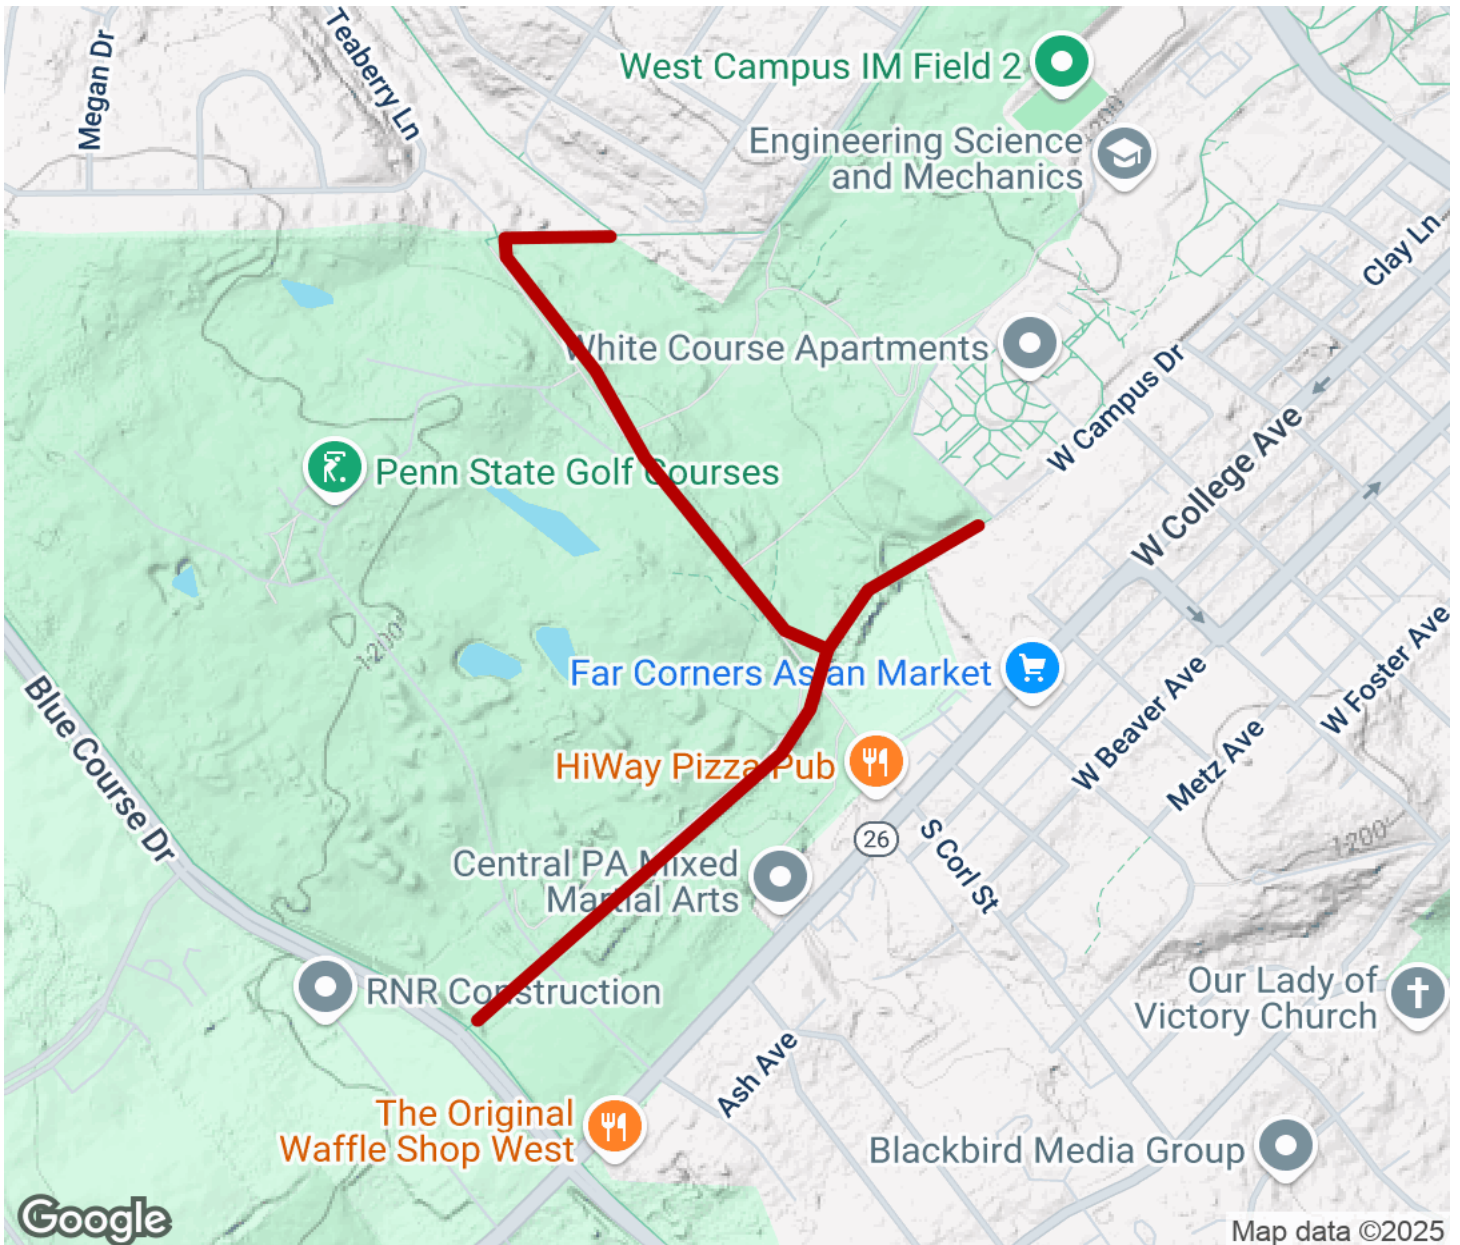 Megan Dr
Teaberry Ln
West Campus IM Field 2
1200'
Engineering Science
and Mechanics
Clay Ln
White Course Apartments
W Campus Dr
W College Ave
Penn State Golf Courses
1200'
Far Corners Asian Market
W Beaver Ave
W Foster Ave
Metz Ave
Blue Course Dr
HiWay Pizza Pub
26
S Corl St
1200'
Central PA Mixed
Martial Arts
RNR Construction
Our Lady of
Victory Church
Ash Ave
The Original
Waffle Shop West
Blackbird Media Group
Google
Map data ©2025